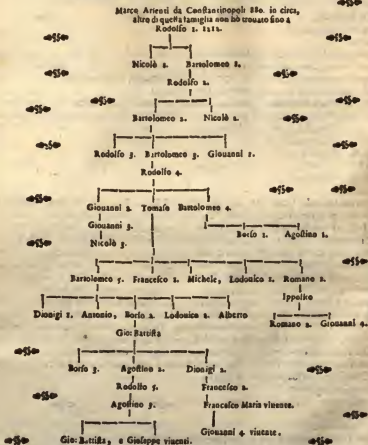 Marco Arienti da Constantinopoli 880. in circa,
altro di questa famiglia non hò trouato fino à
Rodolfo 1. 1212.
Nicolò 1. Bartolomeo 1.
Rodolfo 2.
Bartolomeo 2. Nicolò 2.
Rodolfo 3. Bartolomeo 3. Giouanni 1.
Rodolfo 4.
Giouanni 2. Tomaso Bartolomeo 4.
Giouanni 3. Borso 1. Agostino 1.
Nicolò 3.
Bartolomeo 5. Francesco 1. Michele, Lodouico 1. Romano 1.
Ippolito
Dionigi 1. Antonio, Borso 2. Lodouico 2. Alberto
Romano 2. Giouanni 4.
Gio: Battista
Borso 3. Agostino 2. Dionigi 2.
Rodolfo 5. Francesco 2.
Agostino 3. Francesco Maria viuente.
Giouanni 4 viuente.
Gio: Battista, e Gioseppe viuenti.